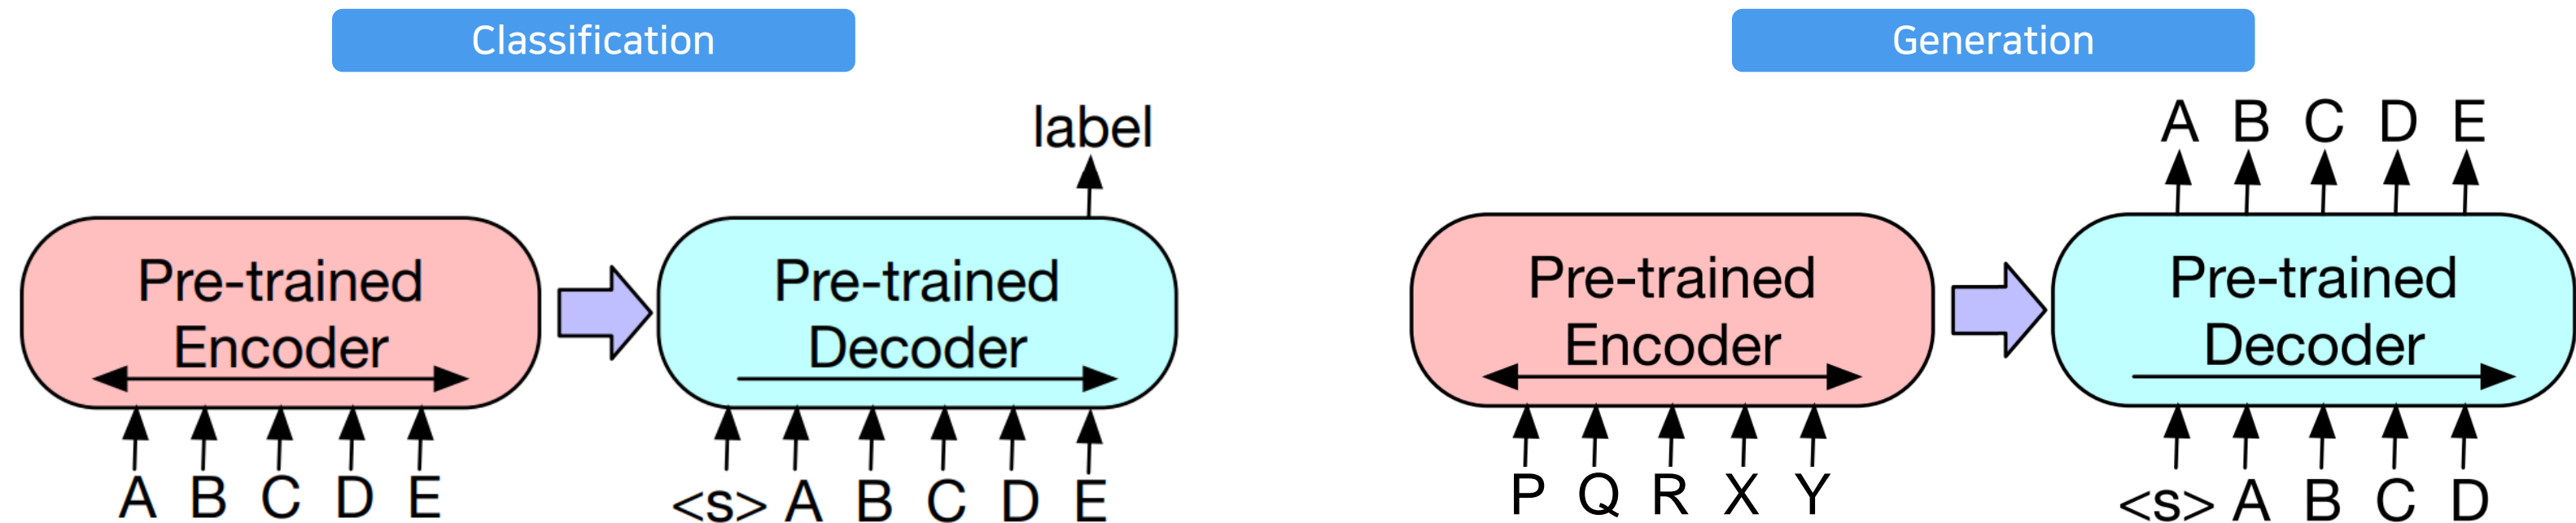 Classification
label
Pre-trained
Encoder
Pre-trained
Decoder
A B C D E
<s> A B C D E
Generation
A B C D E
Pre-trained
Encoder
Pre-trained
Decoder
P Q R X Y
<s> A B C D